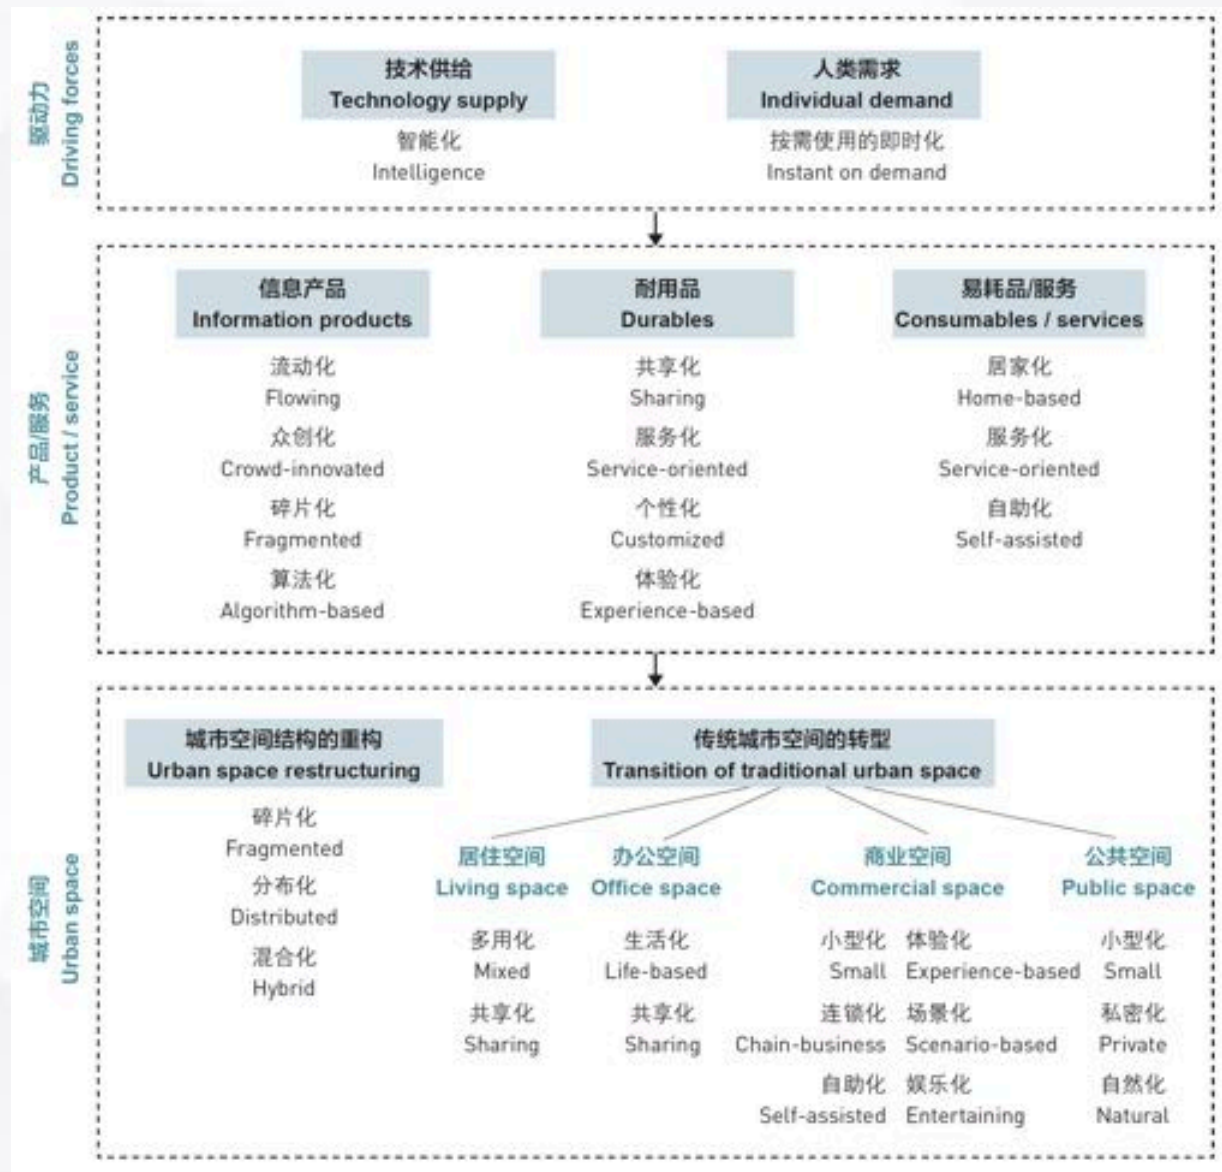 驱动力
Driving forces
技术供给
Technology supply
智能化
Intelligence
人类需求
Individual demand
按需使用的即时化
Instant on demand
产品/服务
Product / service
信息产品
Information products
流动化
Flowing
众创化
Crowd-innovated
碎片化
Fragmented
算法化
Algorithm-based
耐用品
Durables
共享化
Sharing
服务化
Service-oriented
个性化
Customized
体验化
Experience-based
易耗品/服务
Consumables / services
居家化
Home-based
服务化
Service-oriented
自助化
Self-assisted
城市空间
Urban space
城市空间结构的重构
Urban space restructuring
碎片化
Fragmented
分布化
Distributed
混合化
Hybrid
传统城市空间的转型
Transition of traditional urban space
居住空间
Living space
多用化
Mixed
共享化
Sharing
办公空间
Office space
生活化
Life-based
共享化
Sharing
商业空间
Commercial space
小型化
Small
连锁化
Chain-business
自助化
Self-assisted
体验化
Experience-based
场景化
Scenario-based
娱乐化
Entertaining
公共空间
Public space
小型化
Small
私密化
Private
自然化
Natural